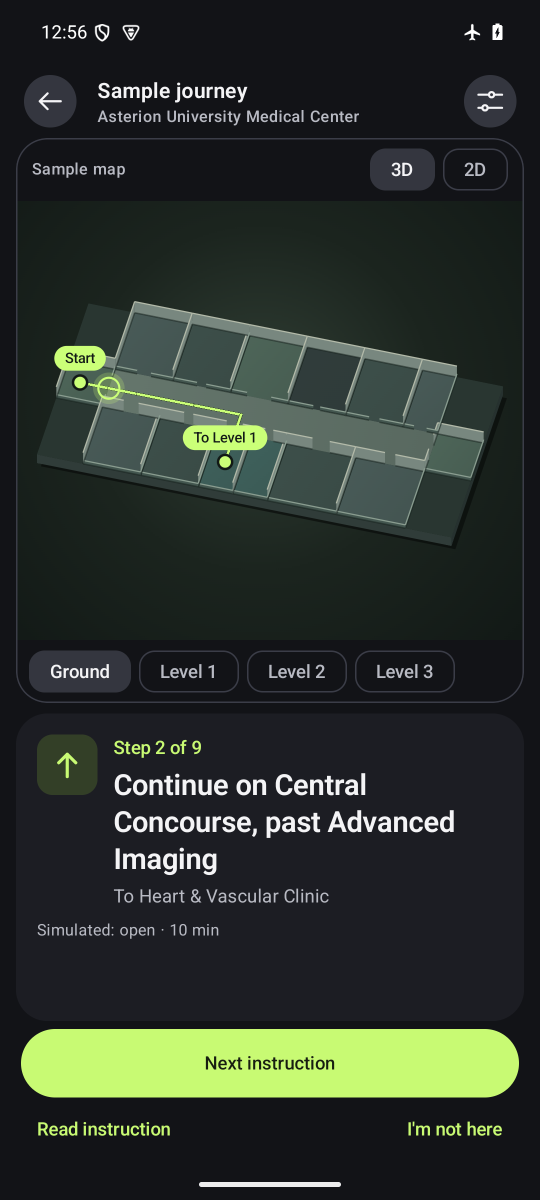 12:56
Sample journey
Asterion University Medical Center
Sample map
3D
2D
Start
To Level 1
Ground
Level 1
Level 2
Level 3
Step 2 of 9
Continue on Central
Concourse, past Advanced
Imaging
To Heart & Vascular Clinic
Simulated: open · 10 min
Next instruction
Read instruction
I'm not here